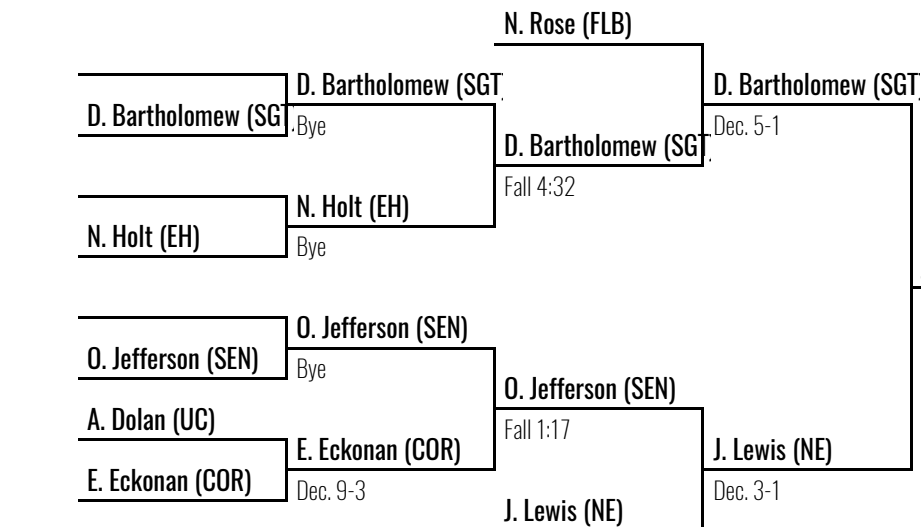 N. Rose (FLB)
D. Bartholomew (SGT)
D. Bartholomew (SGT)
D. Bartholomew (SGT
Bye
Dec. 5-1
D. Bartholomew (SGT)
Fall 4:32
N. Holt (EH)
N. Holt (EH)
Bye
O. Jefferson (SEN)
O. Jefferson (SEN)
Bye
O. Jefferson (SEN)
A. Dolan (UC)
Fall 1:17
E. Eckonan (COR)
J. Lewis (NE)
E. Eckonan (COR)
Dec. 9-3
Dec. 3-1
J. Lewis (NE)